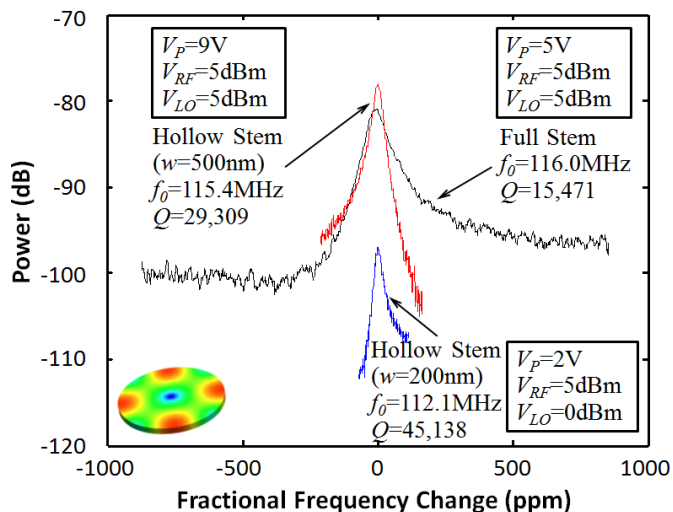 -70
-80
-90
-100
-110
-120
Power (dB)
V_P=9V
V_RF=5dBm
V_LO=5dBm
Hollow Stem
(w=500nm)
f_0=115.4MHz
Q=29,309
V_P=5V
V_RF=5dBm
V_LO=5dBm
Full Stem
f_0=116.0MHz
Q=15,471
Hollow Stem
(w=200nm)
f_0=112.1MHz
Q=45,138
V_P=2V
V_RF=5dBm
V_LO=0dBm
-1000 -500 0 500 1000
Fractional Frequency Change (ppm)